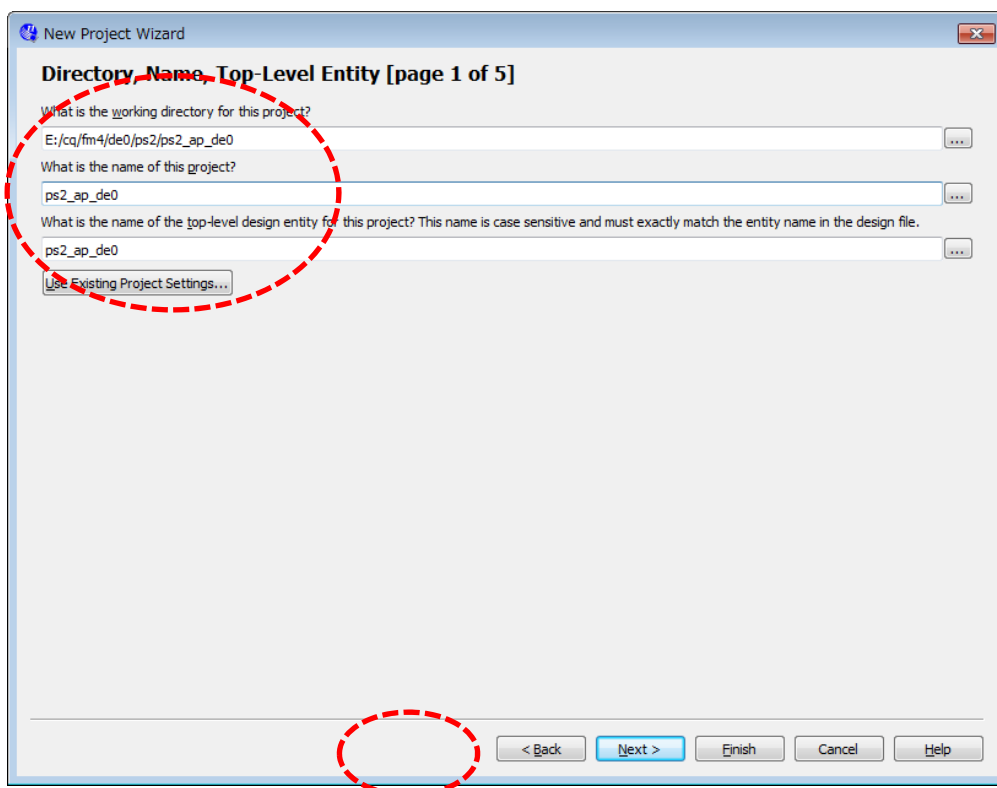 New Project Wizard
Directory, Name, Top-Level Entity [page 1 of 5]
What is the working directory for this project?
E:/cq/fm4/de0/ps2/ps2_ap_de0
...
What is the name of this project?
ps2_ap_de0
...
What is the name of the top-level design entity for this project? This name is case sensitive and must exactly match the entity name in the design file.
ps2_ap_de0
...
Use Existing Project Settings...
< Back Next > Finish Cancel Help